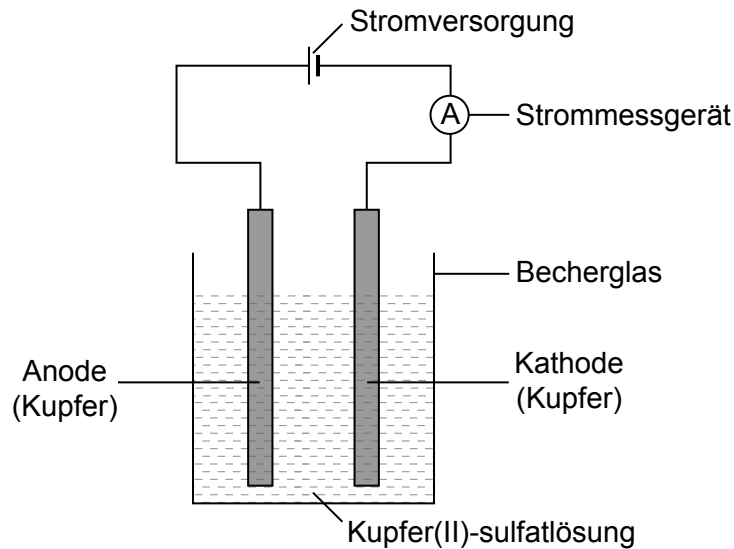 Stromversorgung
A
Strommessgerät
Becherglas
Anode
(Kupfer)
Kathode
(Kupfer)
Kupfer(II)-sulfatlösung